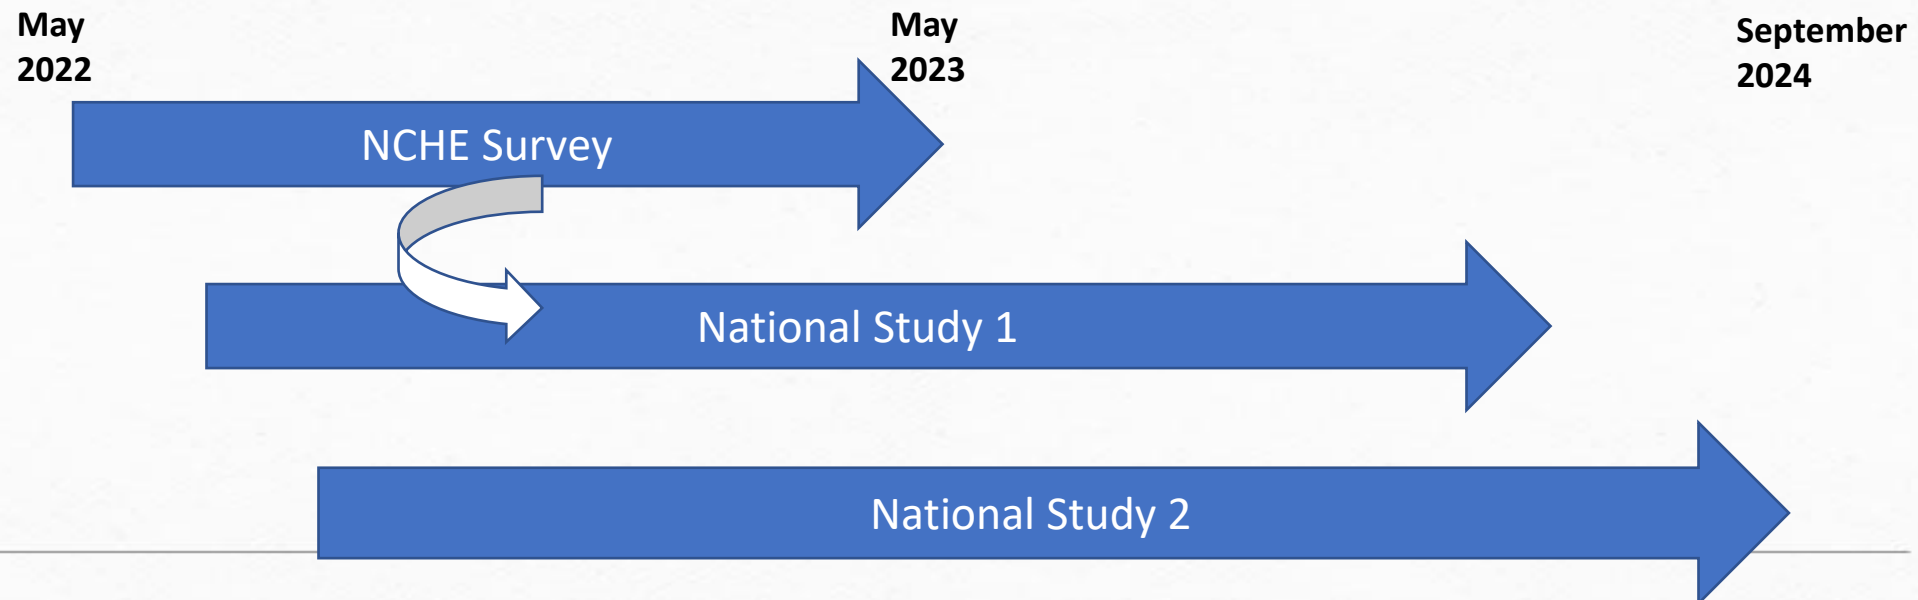 May
2022
May
2023
September
2024
NCHE Survey
National Study 1
National Study 2